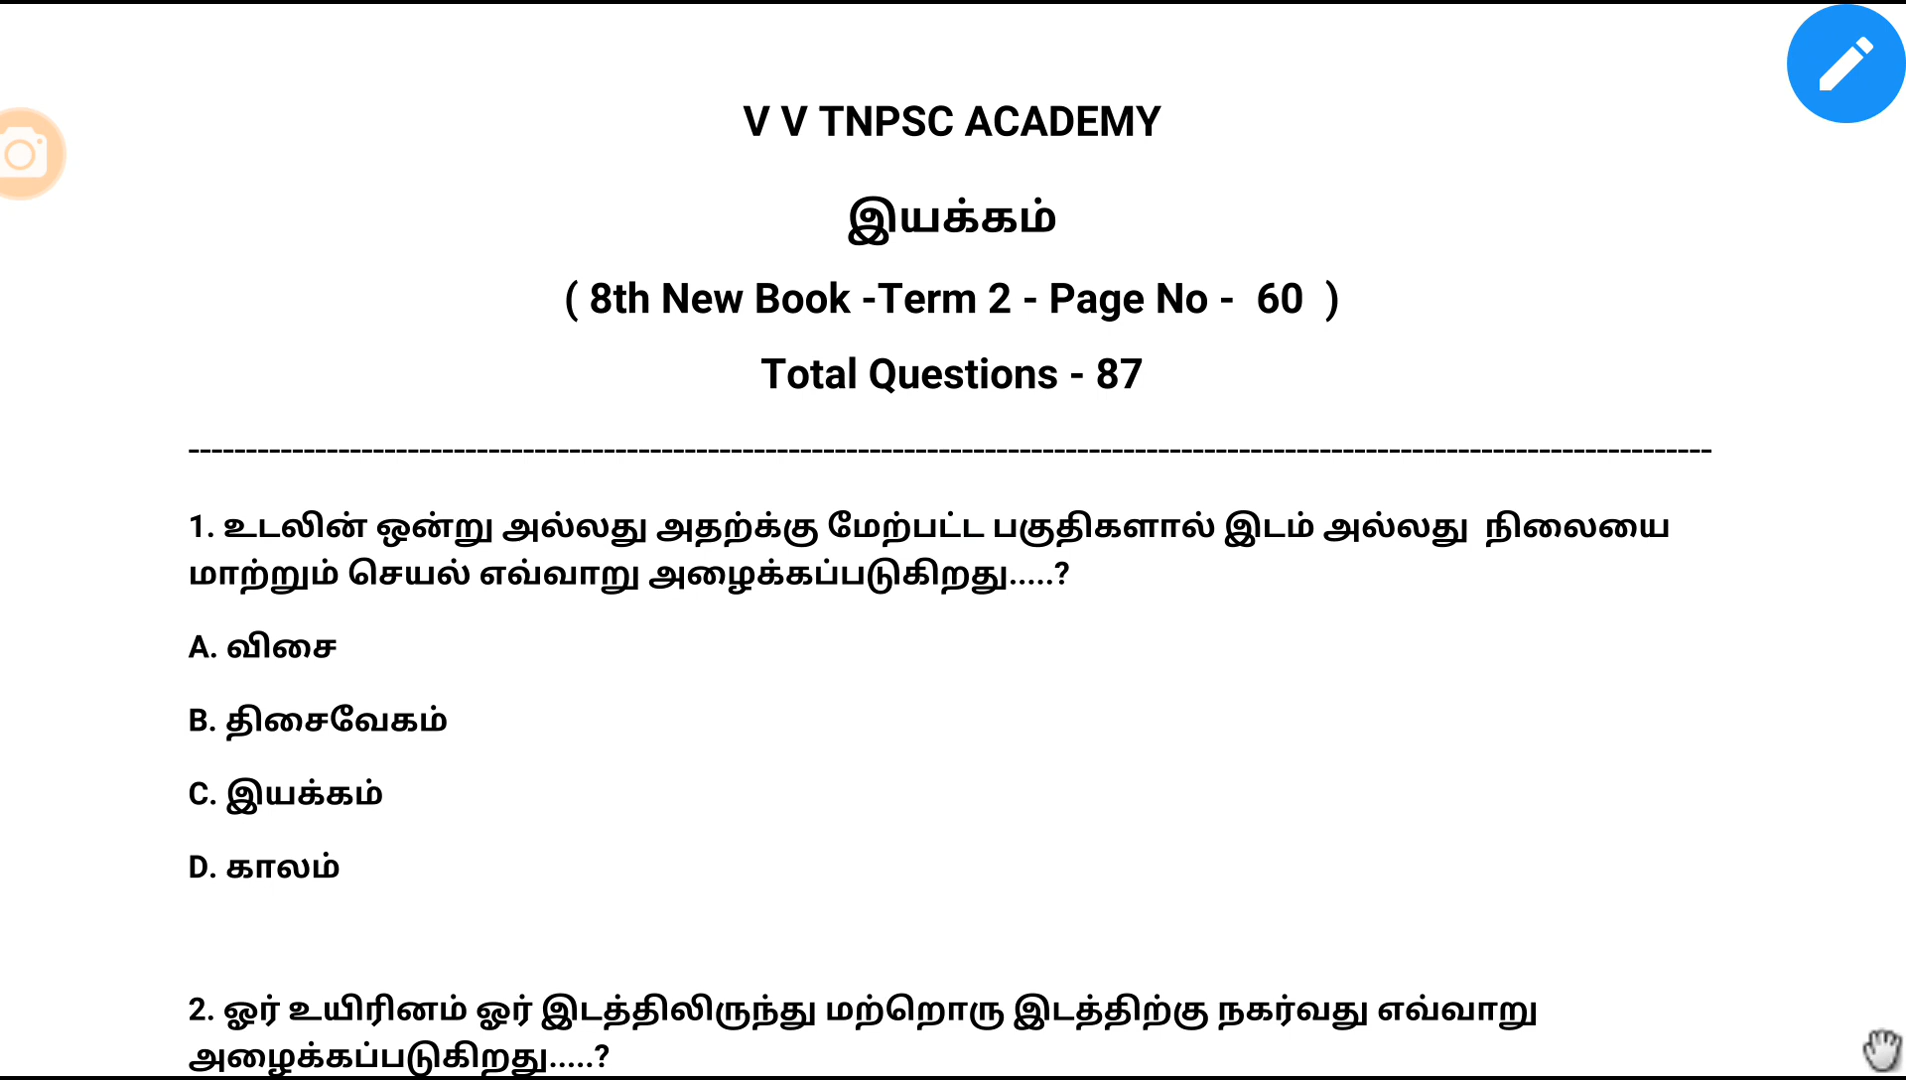 V V TNPSC ACADEMY
இயக்கம்
( 8th New Book -Term 2 - Page No -  60  )
Total Questions - 87
1. உடலின் ஒன்று அல்லது அதற்க்கு மேற்பட்ட பகுதிகளால் இடம் அல்லது  நிலையை
மாற்றும் செயல் எவ்வாறு அழைக்கப்படுகிறது.....?
A. விசை
B. திசைவேகம்
C. இயக்கம்
D. காலம்
2. ஓர் உயிரினம் ஓர் இடத்திலிருந்து மற்றொரு இடத்திற்கு நகர்வது எவ்வாறு
அழைக்கப்படுகிறது.....?